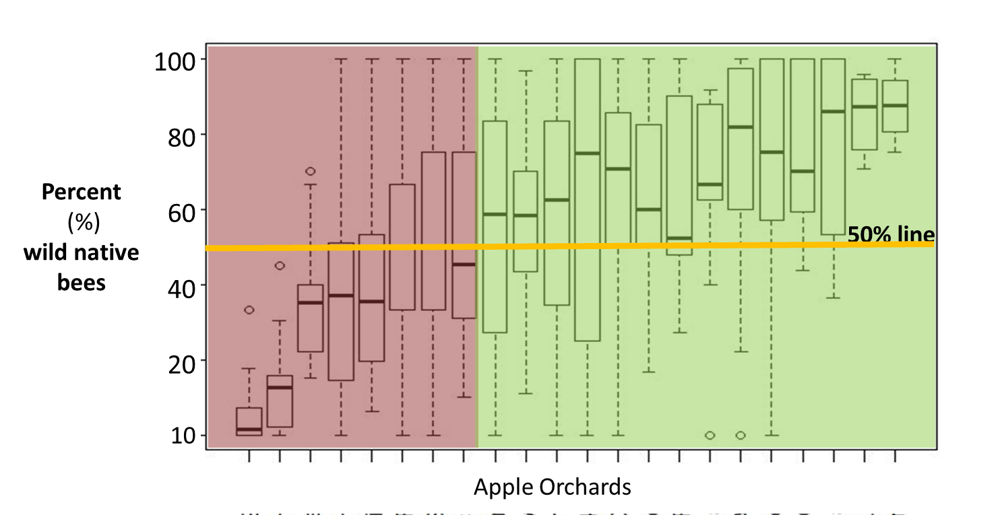 100
80
60
40
20
10
Percent
(%)
wild native
bees
50% line
Apple Orchards